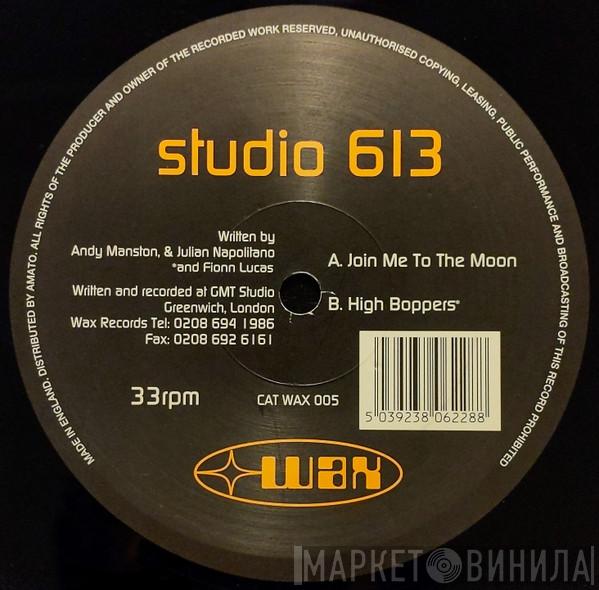 MADE IN ENGLAND. DISTRIBUTED BY AMATO. ALL RIGHTS OF THE PRODUCER AND OWNER OF THE RECORDED WORK RESERVED, UNAUTHORISED COPYING, LEASING, PUBLIC PERFORMANCE AND BROADCASTING OF THIS RECORD PROHIBITED
studio 613
Written by
Andy Manston, & Julian Napolitano
*and Fionn Lucas
Written and recorded at GMT Studio
Greenwich, London
Wax Records Tel: 0208 694 1986
Fax: 0208 692 6161
A. Join Me To The Moon
B. High Boppers*
33rpm
CAT WAX 005
5 039238 062288
wax
МАРКЕТ ВИНИЛА